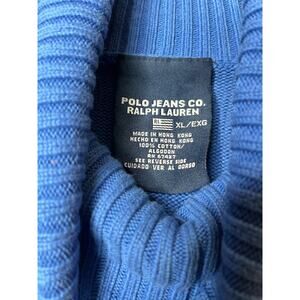 POLO JEANS CO.
RALPH LAUREN
XL/EXG
MADE IN HONG KONG
HECHO EN HONG KONG
100% COTTON/
ALGODON
RN 67427
SEE REVERSE SIDE
CUIDADO VER AL DORSO